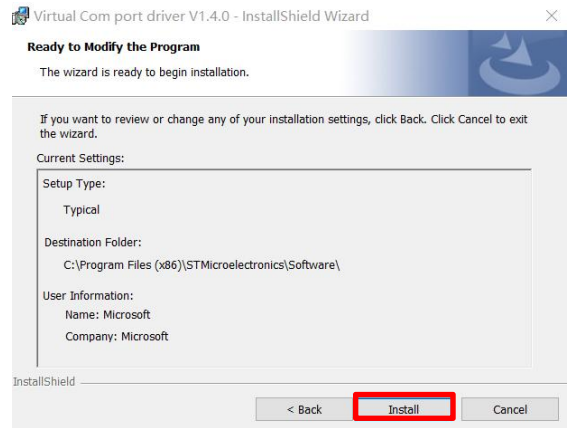 Virtual Com port driver V1.4.0 - InstallShield Wizard
Ready to Modify the Program
The wizard is ready to begin installation.
If you want to review or change any of your installation settings, click Back. Click Cancel to exit
the wizard.
Current Settings:
Setup Type:
Typical
Destination Folder:
C:\Program Files (x86)\STMicroelectronics\Software\
User Information:
Name: Microsoft
Company: Microsoft
InstallShield
< Back Install Cancel